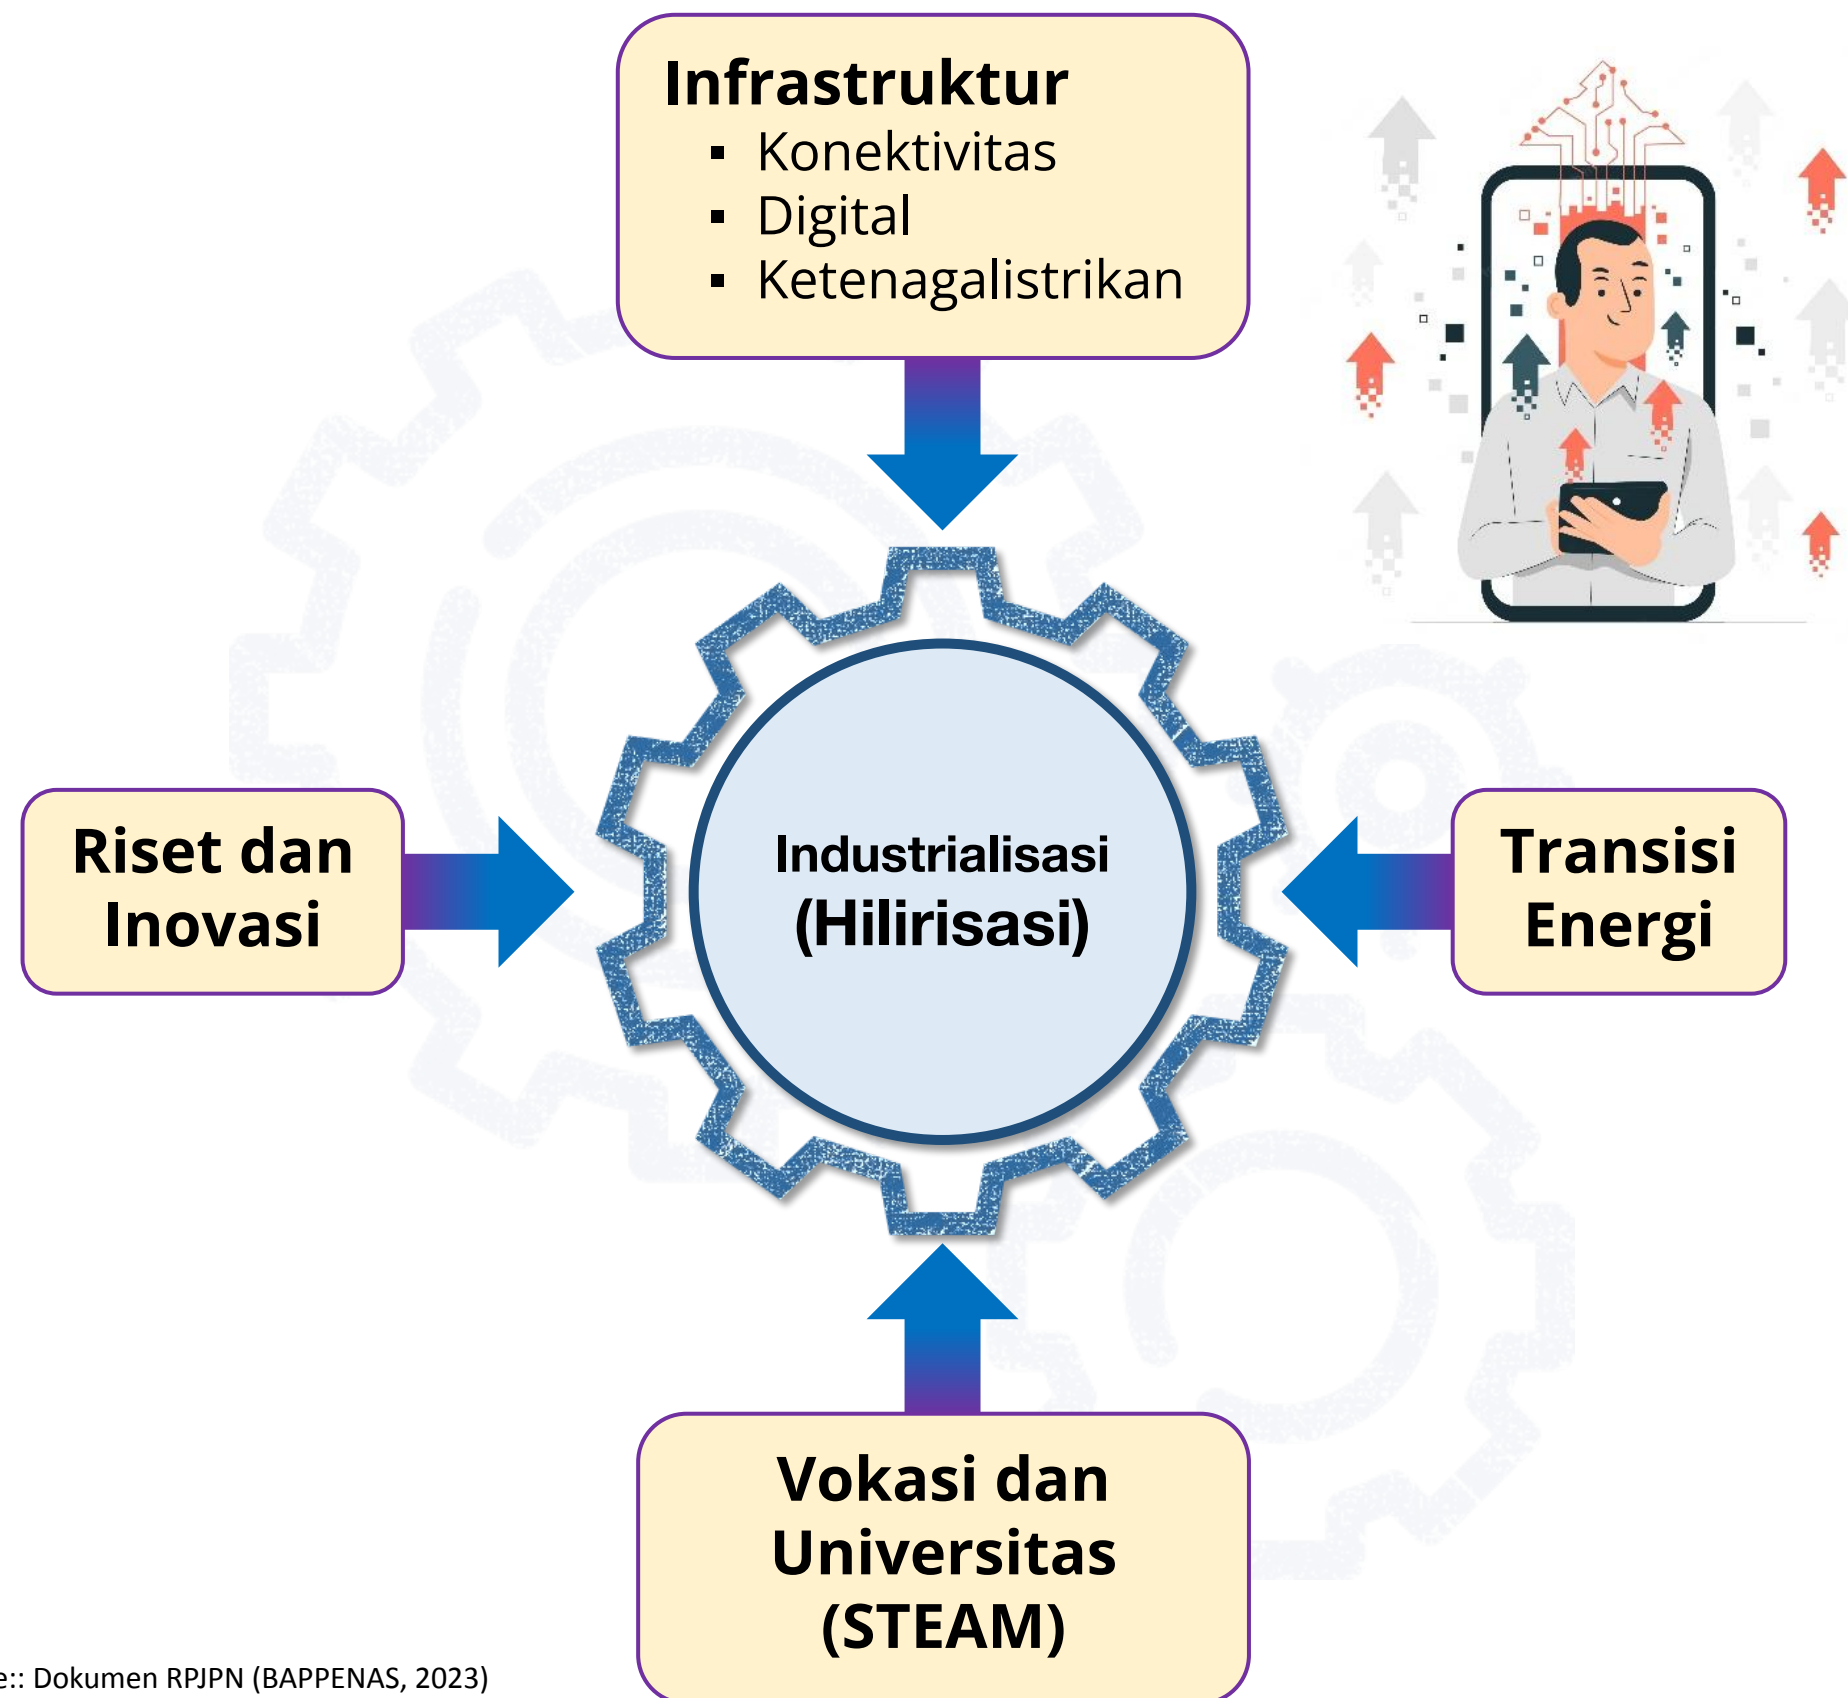 Infrastruktur
▪ Konektivitas
▪ Digital
▪ Ketenagalistrikan
Riset dan
Inovasi
Industrialisasi
(Hilirisasi)
Transisi
Energi
Vokasi dan
Universitas
(STEAM)
e:: Dokumen RPJPN (BAPPENAS, 2023)